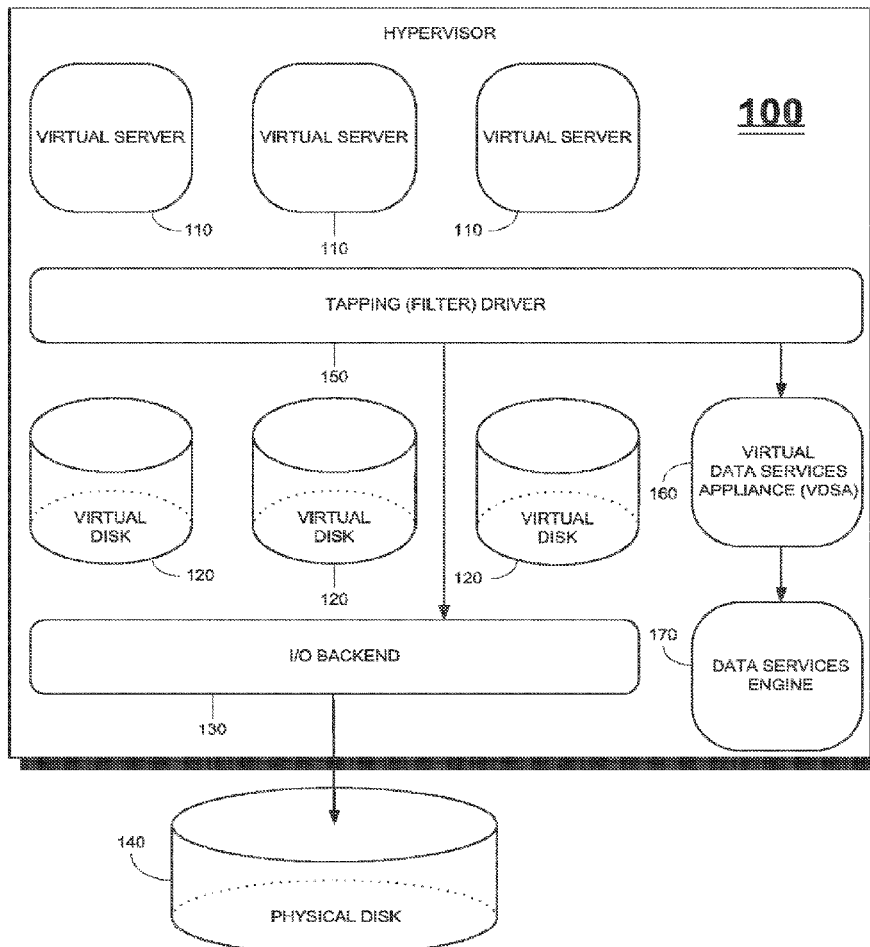 HYPERVISOR
100
VIRTUAL SERVER
VIRTUAL SERVER
VIRTUAL SERVER
110
110
110
TAPPING (FILTER) DRIVER
150
VIRTUAL
DISK
VIRTUAL
DISK
VIRTUAL
DISK
120
120
120
160
VIRTUAL
DATA SERVICES
APPLIANCE (VDSA)
I/O BACKEND
130
170
DATA SERVICES
ENGINE
140
PHYSICAL DISK